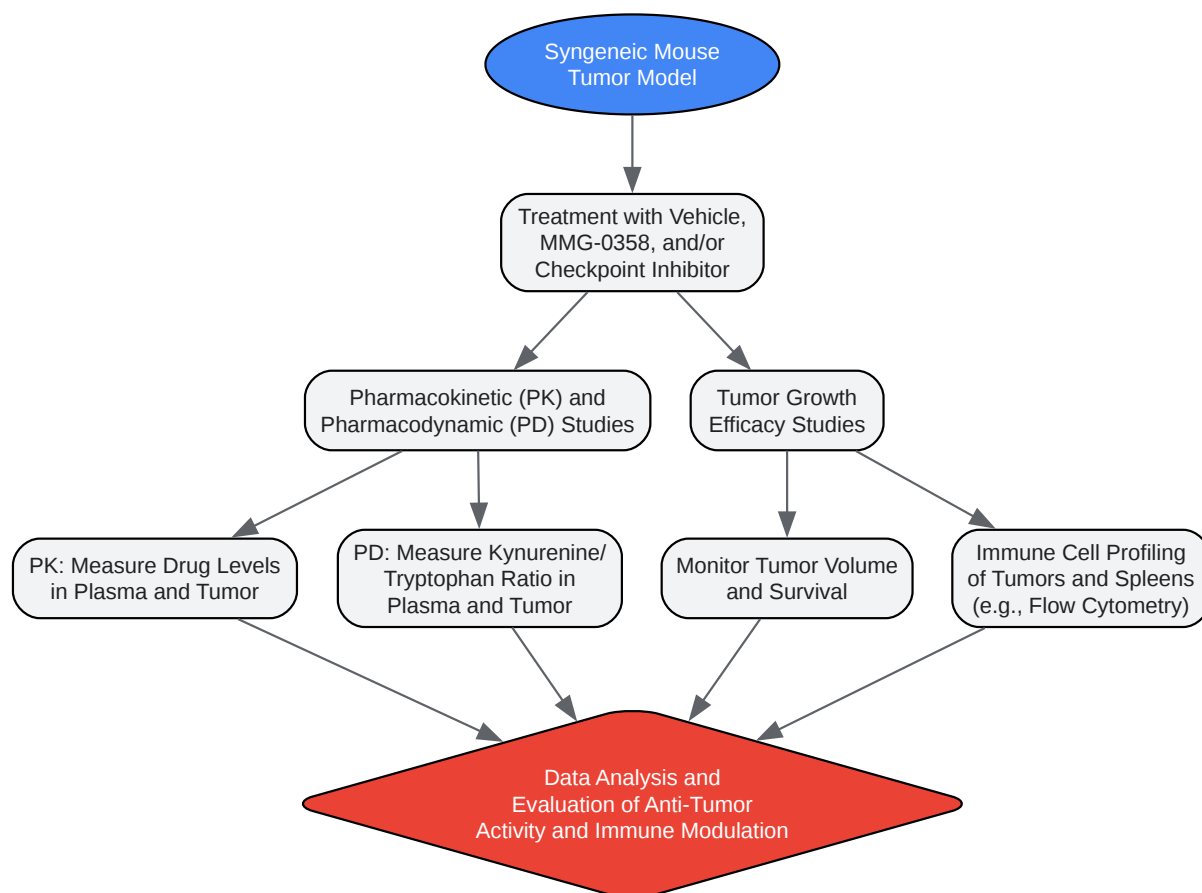 Syngeneic Mouse
Tumor Model
Treatment with Vehicle,
MMG-0358, and/or
Checkpoint Inhibitor
Pharmacokinetic (PK) and
Pharmacodynamic (PD) Studies
Tumor Growth
Efficacy Studies
PK: Measure Drug Levels
in Plasma and Tumor
PD: Measure Kynurenine/
Tryptophan Ratio in
Plasma and Tumor
Monitor Tumor Volume
and Survival
Immune Cell Profiling
of Tumors and Spleens
(e.g., Flow Cytometry)
Data Analysis and
Evaluation of Anti-Tumor
Activity and Immune Modulation